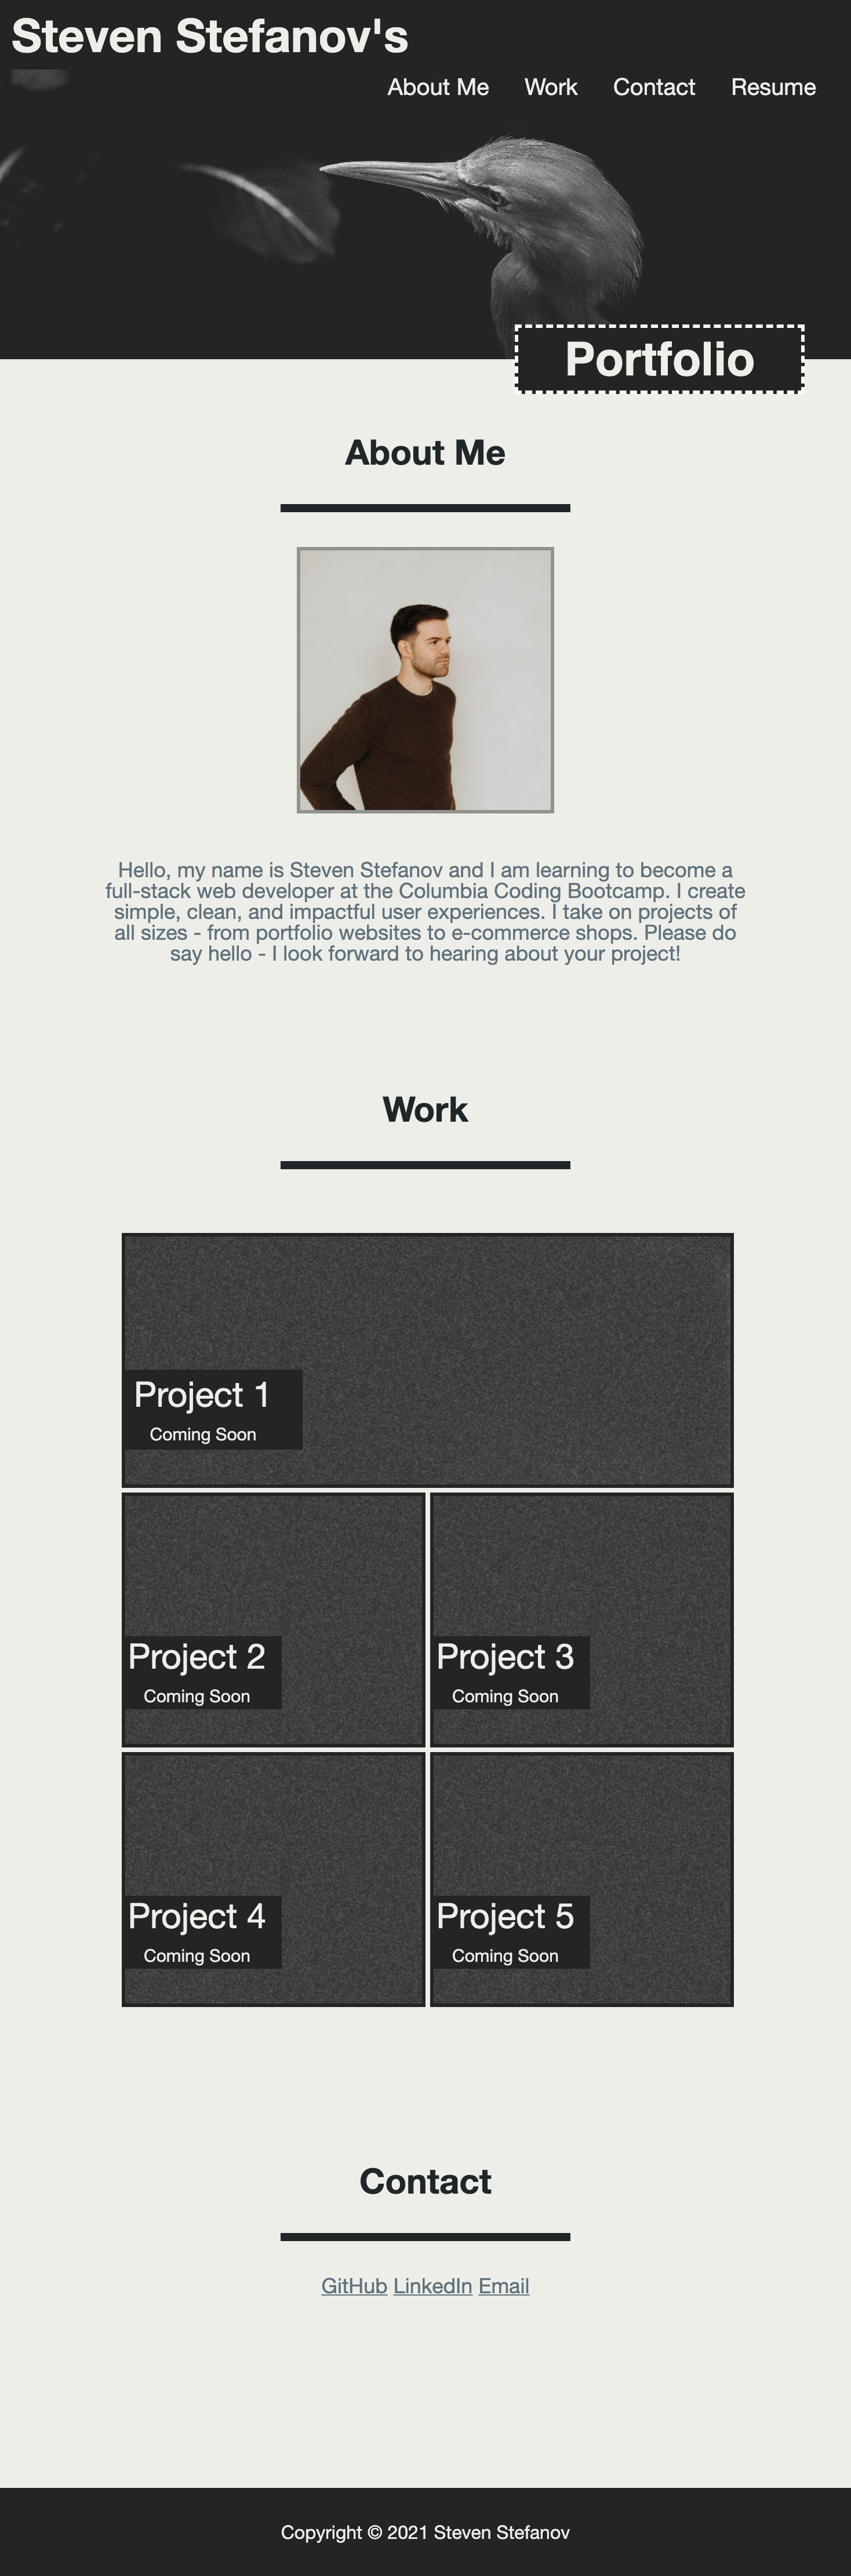 Steven Stefanov's
About Me Work Contact Resume
Portfolio
About Me
Hello, my name is Steven Stefanov and I am learning to become a
full-stack web developer at the Columbia Coding Bootcamp. I create
simple, clean, and impactful user experiences. I take on projects of
all sizes - from portfolio websites to e-commerce shops. Please do
say hello - I look forward to hearing about your project!
Work
Project 1
Coming Soon
Project 2
Coming Soon
Project 3
Coming Soon
Project 4
Coming Soon
Project 5
Coming Soon
Contact
GitHub LinkedIn Email
Copyright © 2021 Steven Stefanov